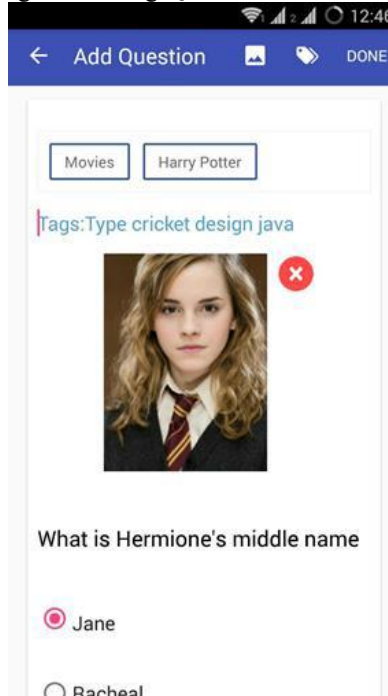 12:46
Add Question DONE
Movies Harry Potter
Tags:Type cricket design java
What is Hermione's middle name
Jane
Racheal